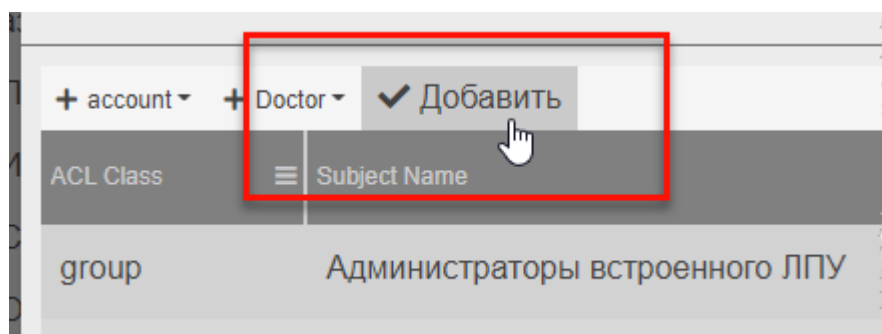 account Doctor Добавить
ACL Class Subject Name
group Администраторы встроенного ЛПУ